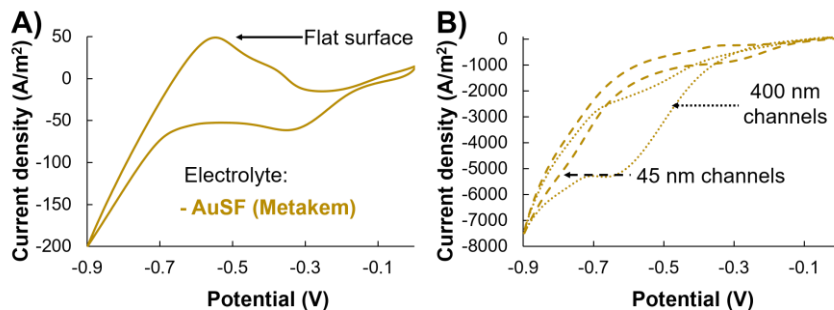 A)
Current density (A/m²)
50
0
-50
-100
-150
-200
Flat surface
Electrolyte:
- AuSF (Metakem)
-0.9
-0.7
-0.5
-0.3
-0.1
Potential (V)
B)
Current density (A/m²)
0
-1000
-2000
-3000
-4000
-5000
-6000
-7000
-8000
400 nm
channels
45 nm channels
-0.9
-0.7
-0.5
-0.3
-0.1
Potential (V)